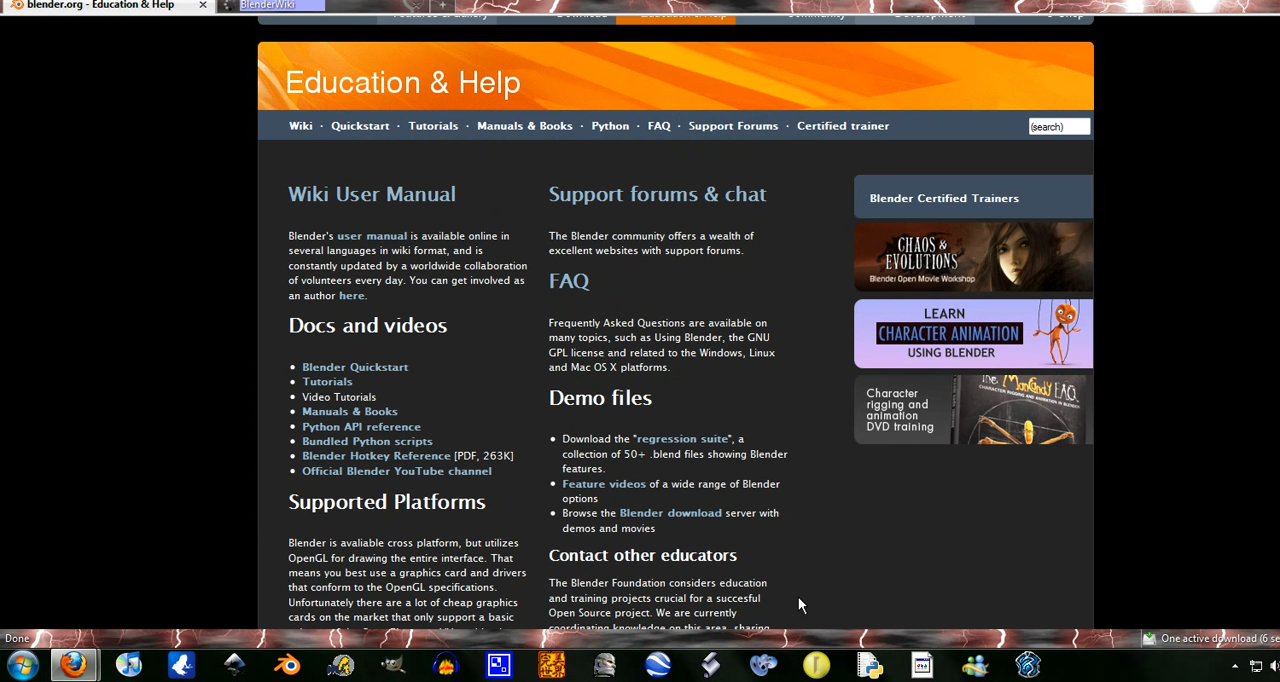 blender.org - Education & Help
BlenderWiki
Features & Gallery Download Education & Help Community Development e-Shop
Education & Help
Wiki · Quickstart · Tutorials · Manuals & Books · Python · FAQ · Support Forums · Certified trainer
(search)
Wiki User Manual
Blender's user manual is available online in
several languages in wiki format, and is
constantly updated by a worldwide collaboration
of volunteers every day. You can get involved as
an author here.
Docs and videos
Blender Quickstart
Tutorials
Video Tutorials
Manuals & Books
Python API reference
Bundled Python scripts
Blender Hotkey Reference [PDF, 263K]
Official Blender YouTube channel
Supported Platforms
Blender is avaliable cross platform, but utilizes
OpenGL for drawing the entire interface. That
means you best use a graphics card and drivers
that conform to the OpenGL specifications.
Unfortunately there are a lot of cheap graphics
cards on the market that only support a basic
Support forums & chat
The Blender community offers a wealth of
excellent websites with support forums.
FAQ
Frequently Asked Questions are available on
many topics, such as Using Blender, the GNU
GPL license and related to the Windows, Linux
and Mac OS X platforms.
Demo files
Download the "regression suite", a
collection of 50+ .blend files showing Blender
features.
Feature videos of a wide range of Blender
options
Browse the Blender download server with
demos and movies
Contact other educators
The Blender Foundation considers education
and training projects crucial for a succesful
Open Source project. We are currently
coordinating knowledge on this area, sharing
Blender Certified Trainers
CHAOS &
EVOLUTIONS
Blender Open Movie Workshop
LEARN
CHARACTER ANIMATION
USING BLENDER
Character
rigging and
animation
DVD training
The ManCandy FAQ
CHARACTER RIGGING AND ANIMATION IN BLENDER
Done
One active download (6 se